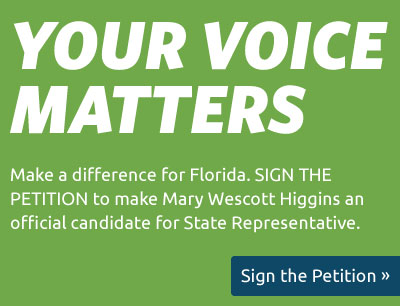 YOUR VOICE
MATTERS
Make a difference for Florida. SIGN THE
PETITION to make Mary Wescott Higgins an
official candidate for State Representative.
Sign the Petition »